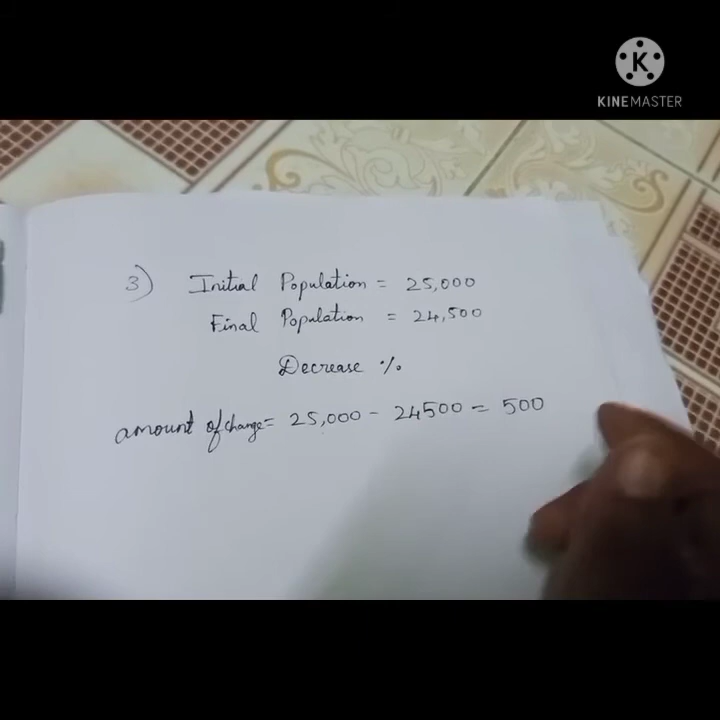 KINEMASTER
3) Initial Population = 25,000
Final Population = 24,500
Decrease %
amount of change = 25,000 - 24500 = 500